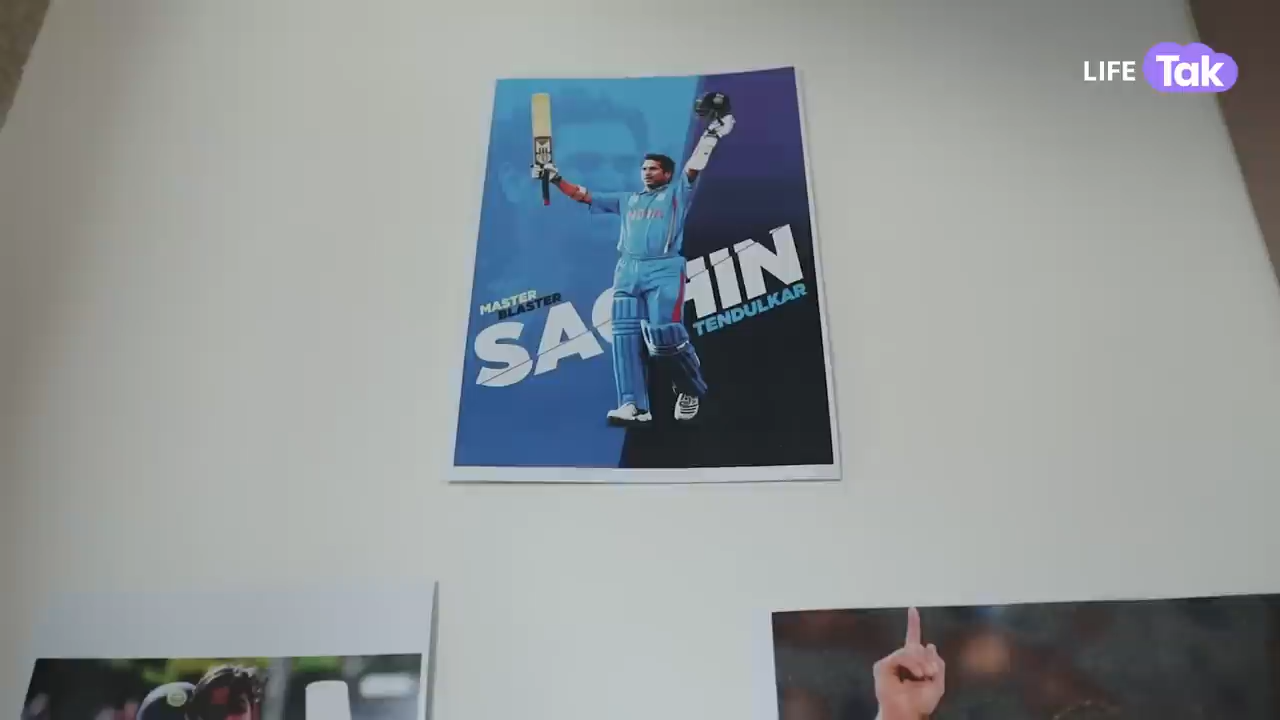 LIFE Tak
MASTER
BLASTER
SACHIN
TENDULKAR
INDIA